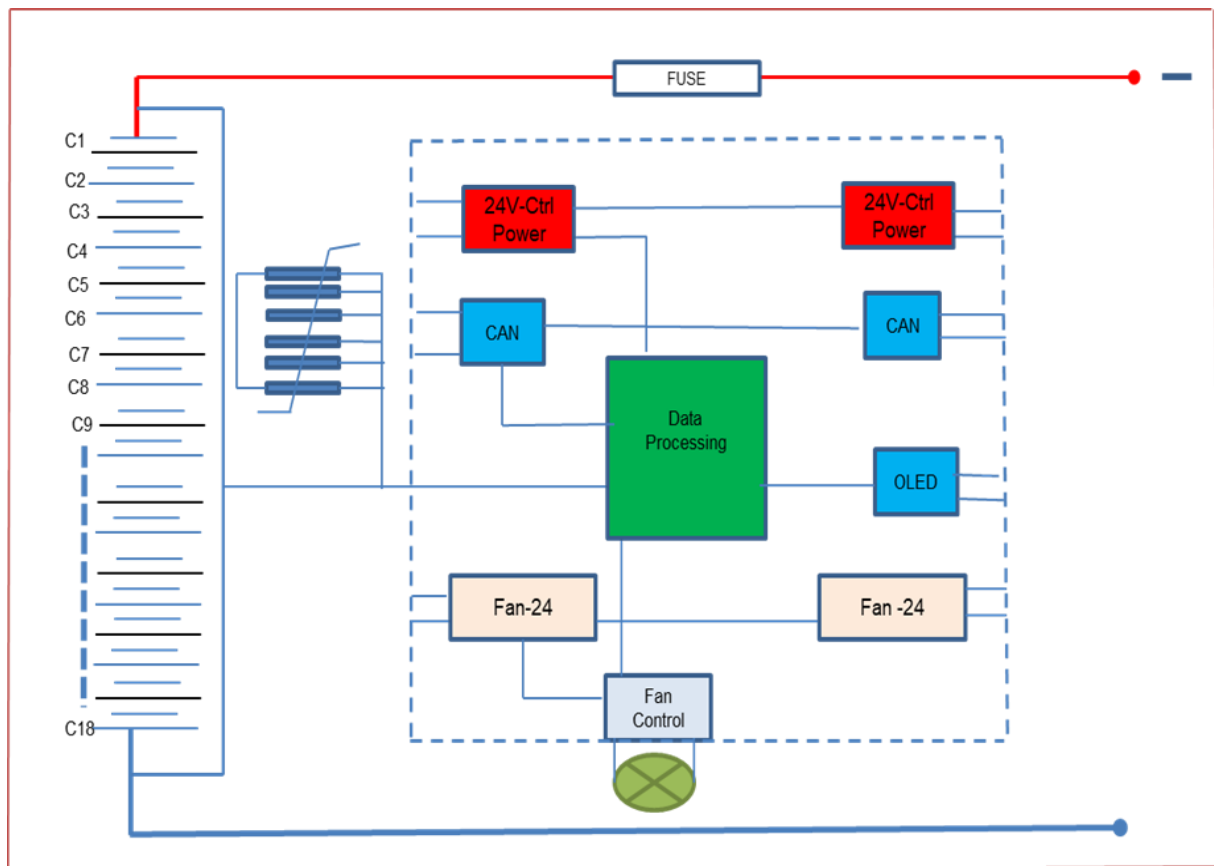 FUSE
C1
C2
C3
C4
C5
C6
C7
C8
C9
C18
24V-Ctrl
Power
24V-Ctrl
Power
CAN
CAN
Data
Processing
OLED
Fan-24
Fan -24
Fan
Control